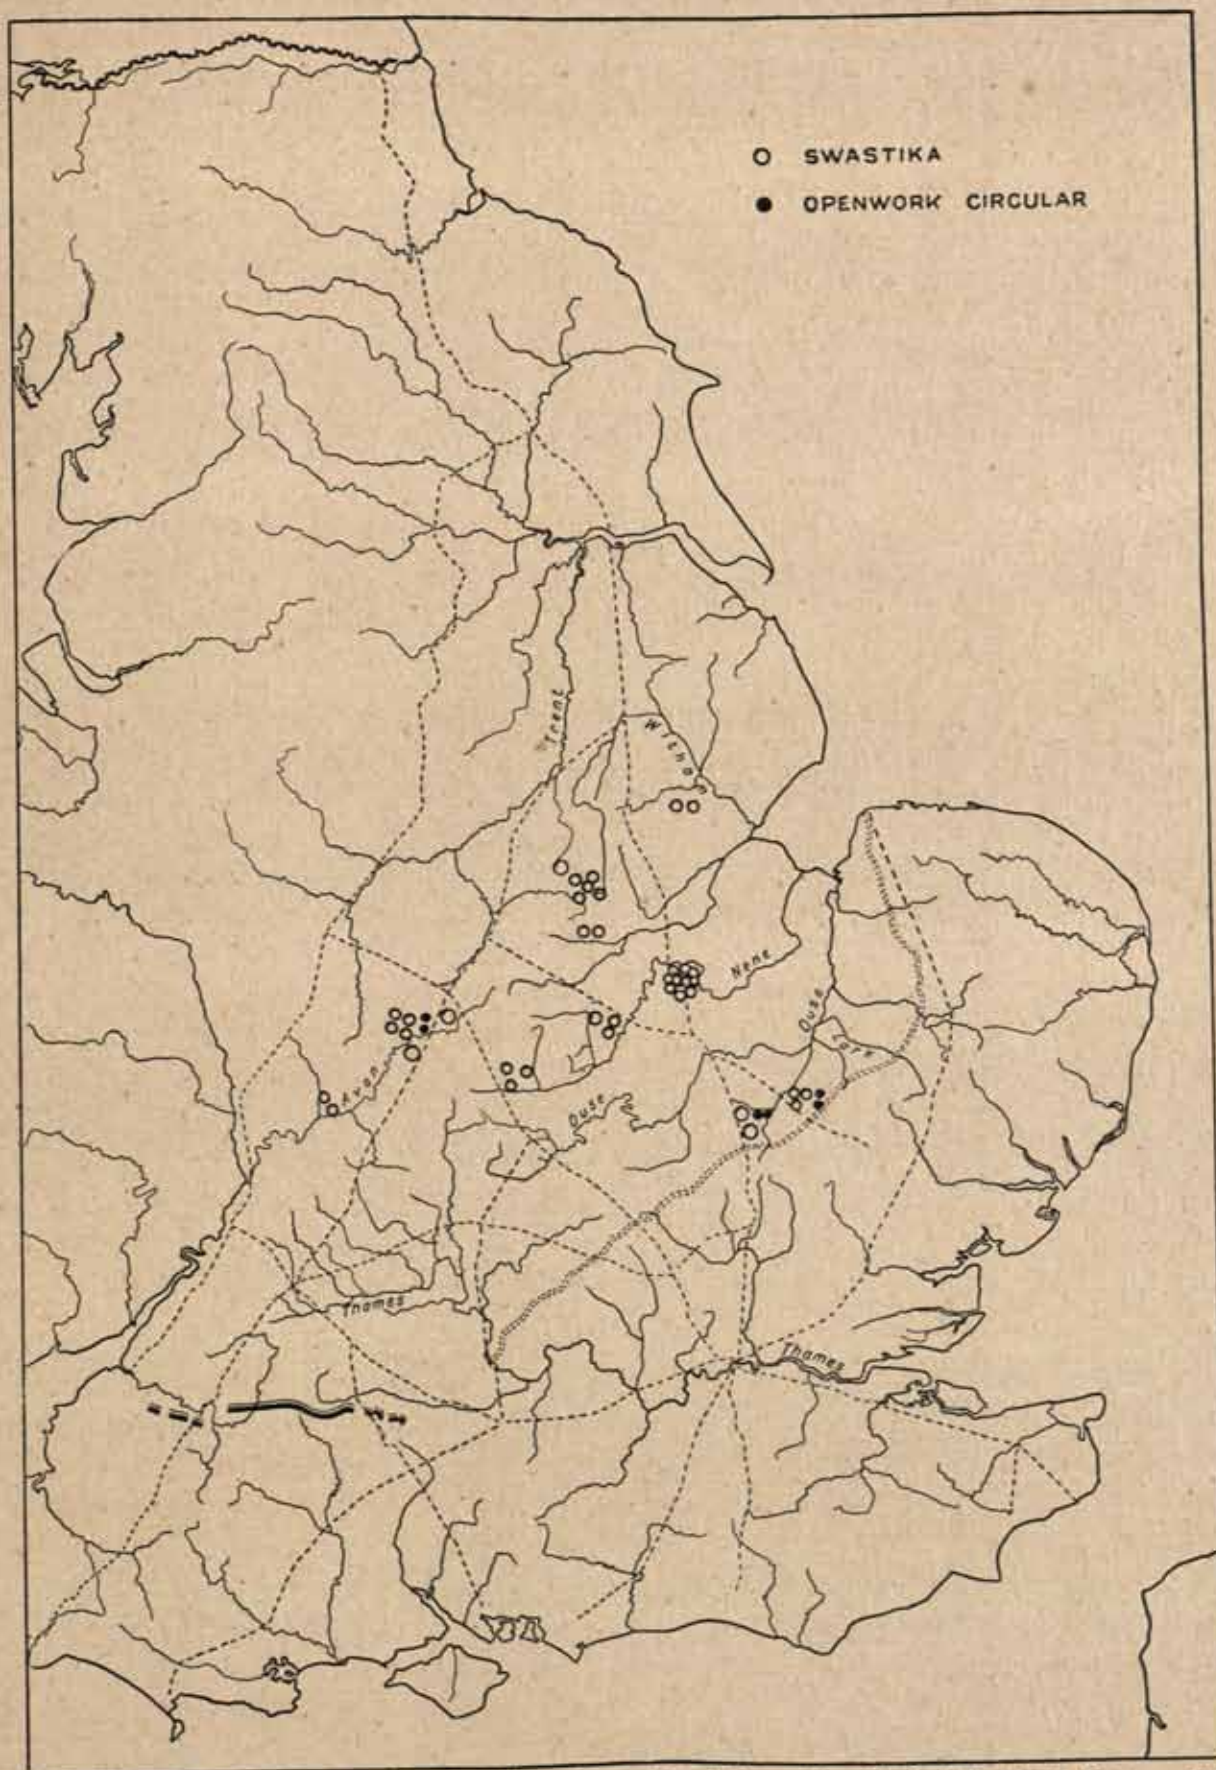 SWASTIKA
OPENWORK CIRCULAR
Trent
Witham
Nene
Ouse
Lark
Avon
Ouse
Thames
Thames